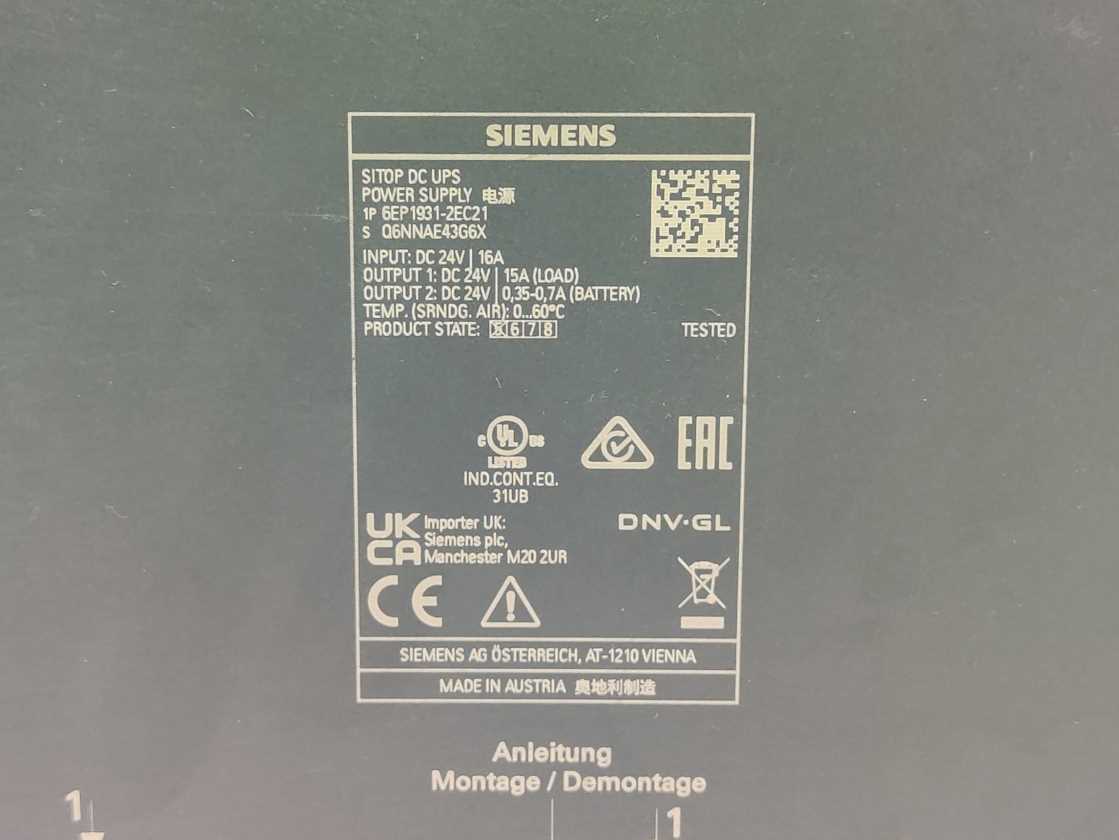 SIEMENS
SITOP DC UPS
POWER SUPPLY 电源
1P 6EP1931-2EC21
S Q6NNAE43G6X
INPUT: DC 24V | 16A
OUTPUT 1: DC 24V | 15A (LOAD)
OUTPUT 2: DC 24V | 0,35-0,7A (BATTERY)
TEMP. (SRNDG. AIR): 0...60°C
PRODUCT STATE: X 6 7 8
TESTED
C UL US
LISTED
IND.CONT.EQ.
31UB
EAC
UK CA
Importer UK:
Siemens plc,
Manchester M20 2UR
DNV·GL
CE
SIEMENS AG ÖSTERREICH, AT-1210 VIENNA
MADE IN AUSTRIA 奥地利制造
Anleitung
Montage / Demontage
1
1